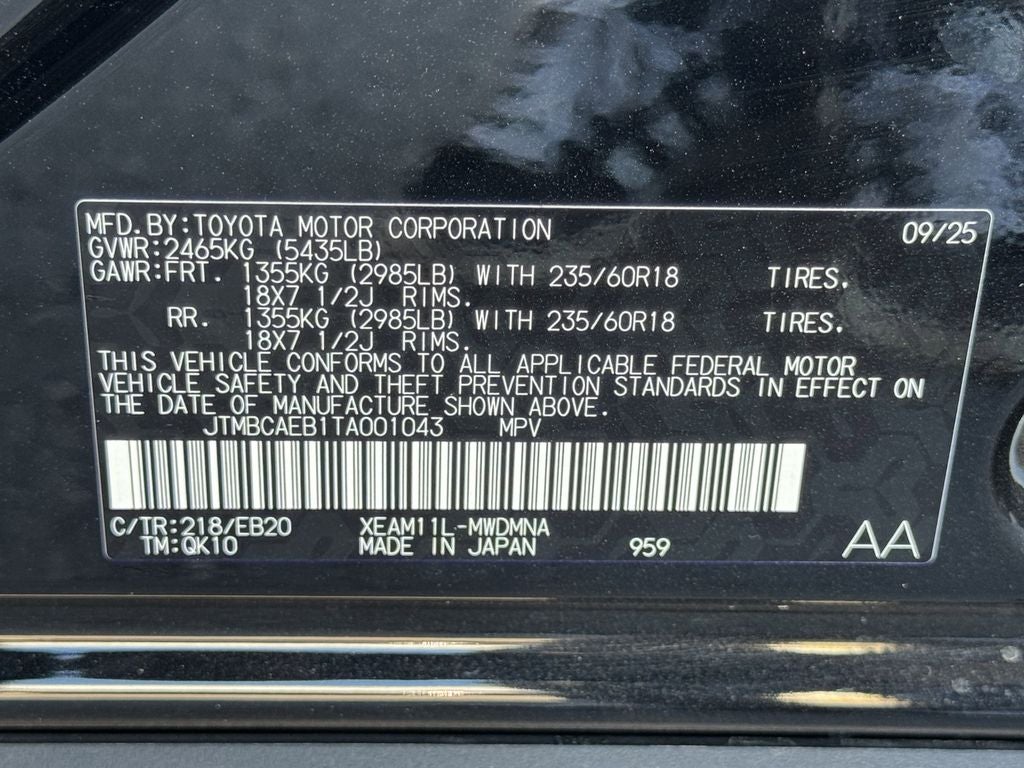 MFD.BY:TOYOTA MOTOR CORPORATION 09/25
GVWR:2465KG (5435LB)
GAWR:FRT. 1355KG (2985LB) WITH 235/60R18 TIRES.
18X7 1/2J RIMS.
RR. 1355KG (2985LB) WITH 235/60R18 TIRES.
18X7 1/2J RIMS.
THIS VEHICLE CONFORMS TO ALL APPLICABLE FEDERAL MOTOR
VEHICLE SAFETY AND THEFT PREVENTION STANDARDS IN EFFECT ON
THE DATE OF MANUFACTURE SHOWN ABOVE.
JTMBCAEB1TA001043 MPV
C/TR:218/EB20 XEAM11L-MWDMNA
TM:QK10 MADE IN JAPAN 959 AA